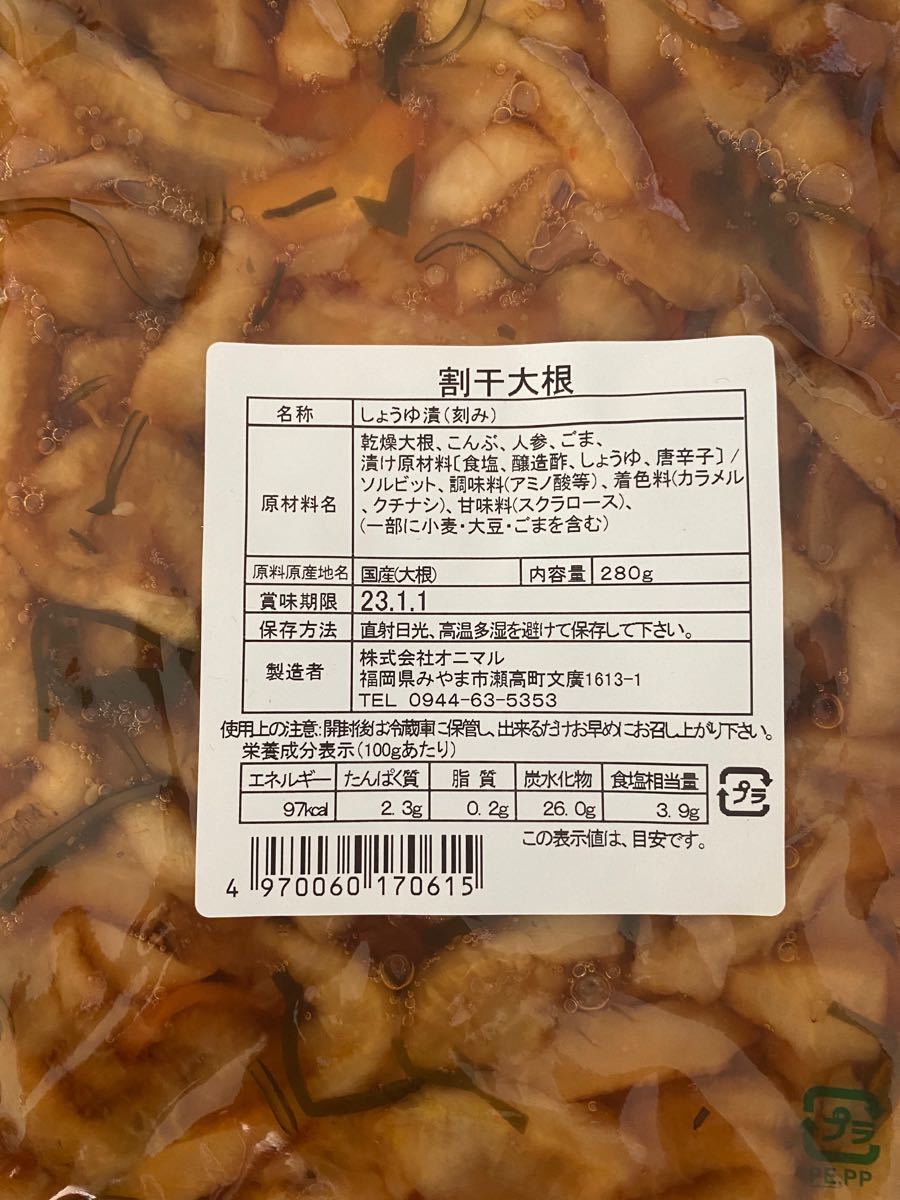 割干大根
名称 しょうゆ漬(刻み)
原材料名 乾燥大根、こんぶ、人参、ごま、
漬け原材料〔食塩、醸造酢、しょうゆ、唐辛子〕/
ソルビット、調味料(アミノ酸等)、着色料(カラメル
、クチナシ)、甘味料(スクラロース)、
(一部に小麦・大豆・ごまを含む)
原料原産地名 国産(大根) 内容量 280g
賞味期限 23.1.1
保存方法 直射日光、高温多湿を避けて保存して下さい。
製造者 株式会社オニマル
福岡県みやま市瀬高町文廣1613-1
TEL 0944-63-5353
使用上の注意:開封後は冷蔵庫に保管し、出来るだけお早めにお召し上がり下さい。
栄養成分表示(100gあたり)
エネルギー たんぱく質 脂質 炭水化物 食塩相当量
97kcal 2.3g 0.2g 26.0g 3.9g
プラ
この表示値は、目安です。
4 970060 170615
プラ
PE,PP